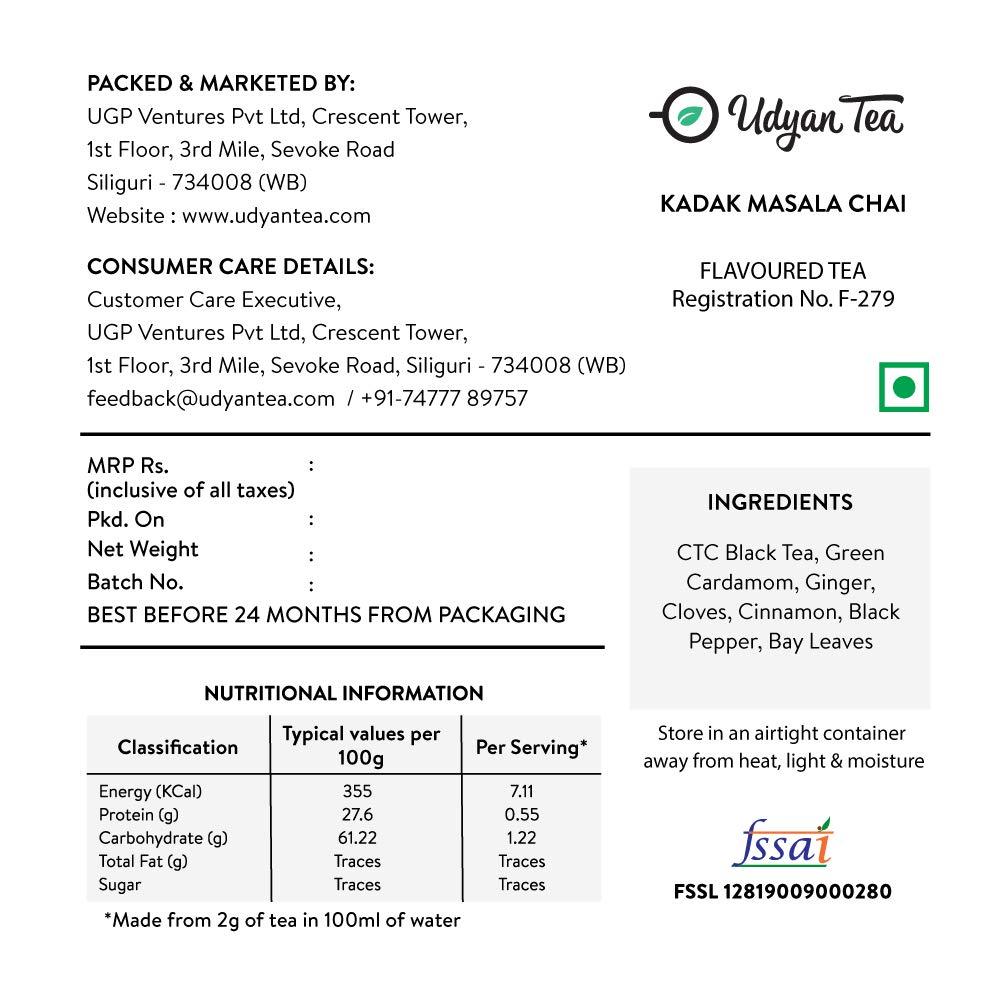 PACKED & MARKETED BY:
UGP Ventures Pvt Ltd, Crescent Tower,
1st Floor, 3rd Mile, Sevoke Road
Siliguri - 734008 (WB)
Website : www.udyantea.com
Udyan Tea
KADAK MASALA CHAI
FLAVOURED TEA
Registration No. F-279
CONSUMER CARE DETAILS:
Customer Care Executive,
UGP Ventures Pvt Ltd, Crescent Tower,
1st Floor, 3rd Mile, Sevoke Road, Siliguri - 734008 (WB)
feedback@udyantea.com / +91-74777 89757
MRP Rs. :
(inclusive of all taxes)
Pkd. On :
Net Weight :
Batch No. :
BEST BEFORE 24 MONTHS FROM PACKAGING
INGREDIENTS
CTC Black Tea, Green
Cardamom, Ginger,
Cloves, Cinnamon, Black
Pepper, Bay Leaves
NUTRITIONAL INFORMATION
Classification Typical values per 100g Per Serving*
Energy (KCal) 355 7.11
Protein (g) 27.6 0.55
Carbohydrate (g) 61.22 1.22
Total Fat (g) Traces Traces
Sugar Traces Traces
*Made from 2g of tea in 100ml of water
Store in an airtight container
away from heat, light & moisture
fssai
FSSL 12819009000280